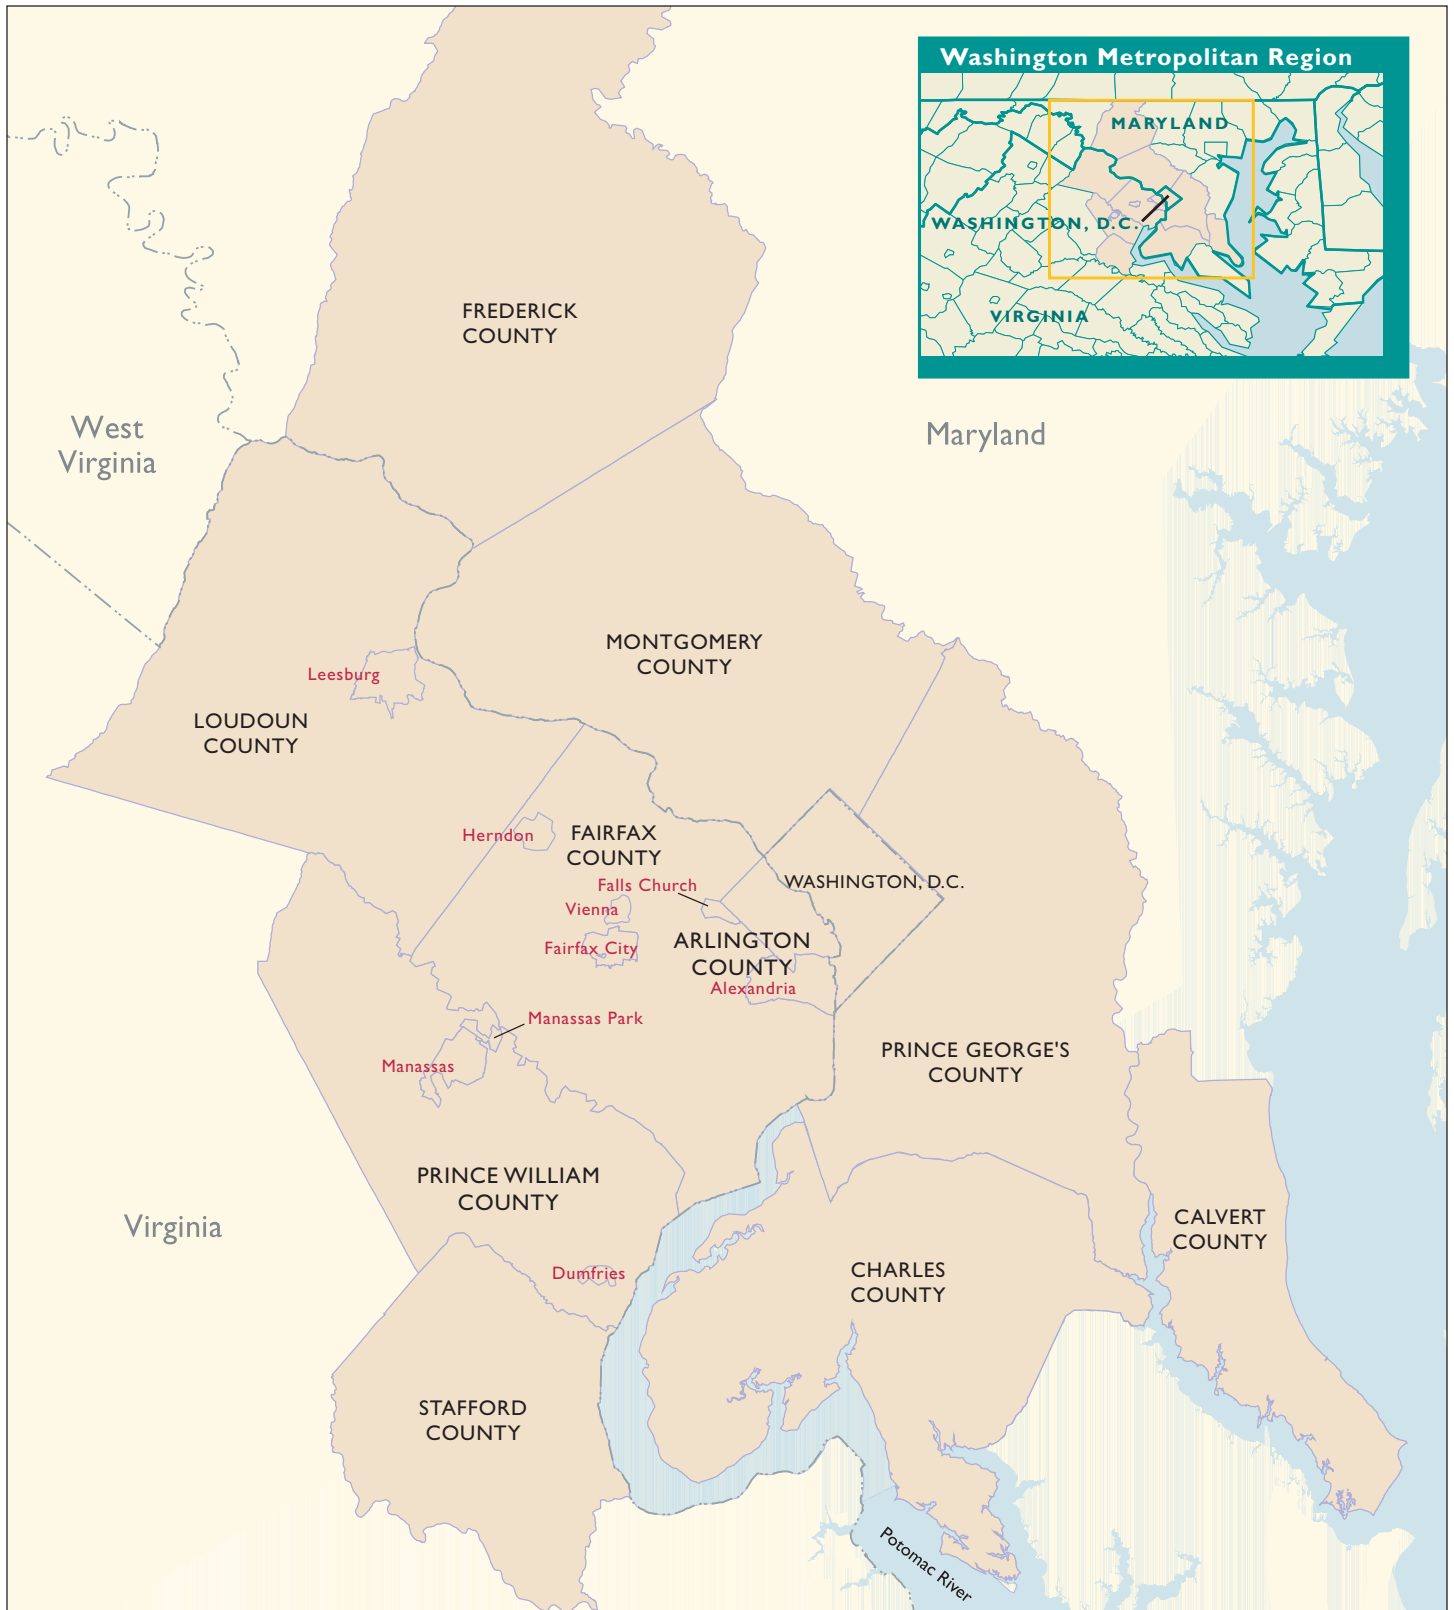 Washington Metropolitan Region
MARYLAND
WASHINGTON, D.C.
VIRGINIA
FREDERICK
COUNTY
West
Virginia
Maryland
MONTGOMERY
COUNTY
Leesburg
LOUDOUN
COUNTY
Herndon
FAIRFAX
COUNTY
Falls Church
WASHINGTON, D.C.
Vienna
Fairfax City
ARLINGTON
COUNTY
Alexandria
Manassas Park
Manassas
PRINCE GEORGE'S
COUNTY
PRINCE WILLIAM
COUNTY
Virginia
CALVERT
COUNTY
Dumfries
CHARLES
COUNTY
STAFFORD
COUNTY
Potomac River